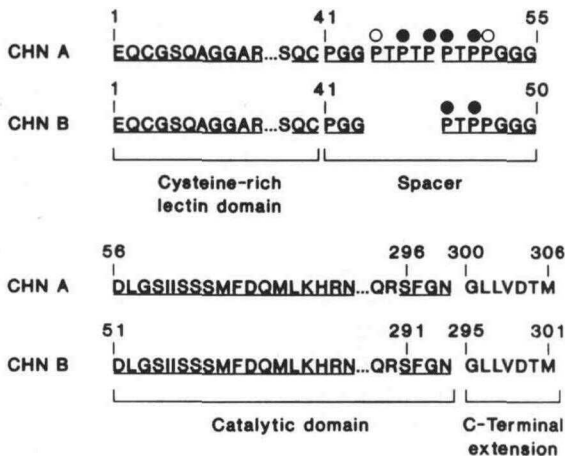 1 41 55
CHN A EQCGSQAGGAR...SQC PGG PTPTP PTPPGGG
1 41 50
CHN B EQCGSQAGGAR...SQC PGG PTPPGGG
Cysteine-rich lectin domain Spacer
56 296 300 306
CHN A DLGSIISSSMFDQMLKHRN...QRSFGN GLLVDTM
51 291 295 301
CHN B DLGSIISSSMFDQMLKHRN...QRSFGN GLLVDTM
Catalytic domain C-Terminal extension